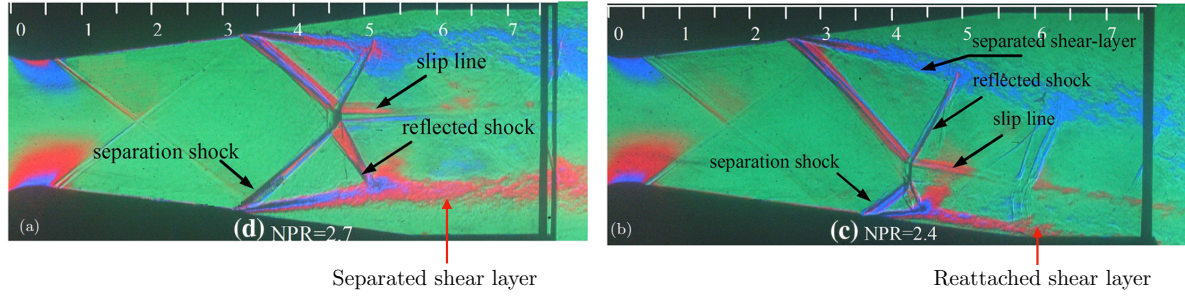 0 1 2 3 4 5 6 7
slip line
reflected shock
separation shock
(a)
(d) NPR=2.7
Separated shear layer
0 1 2 3 4 5 6 7
separated shear-layer
reflected shock
slip line
separation shock
(b)
(c) NPR=2.4
Reattached shear layer